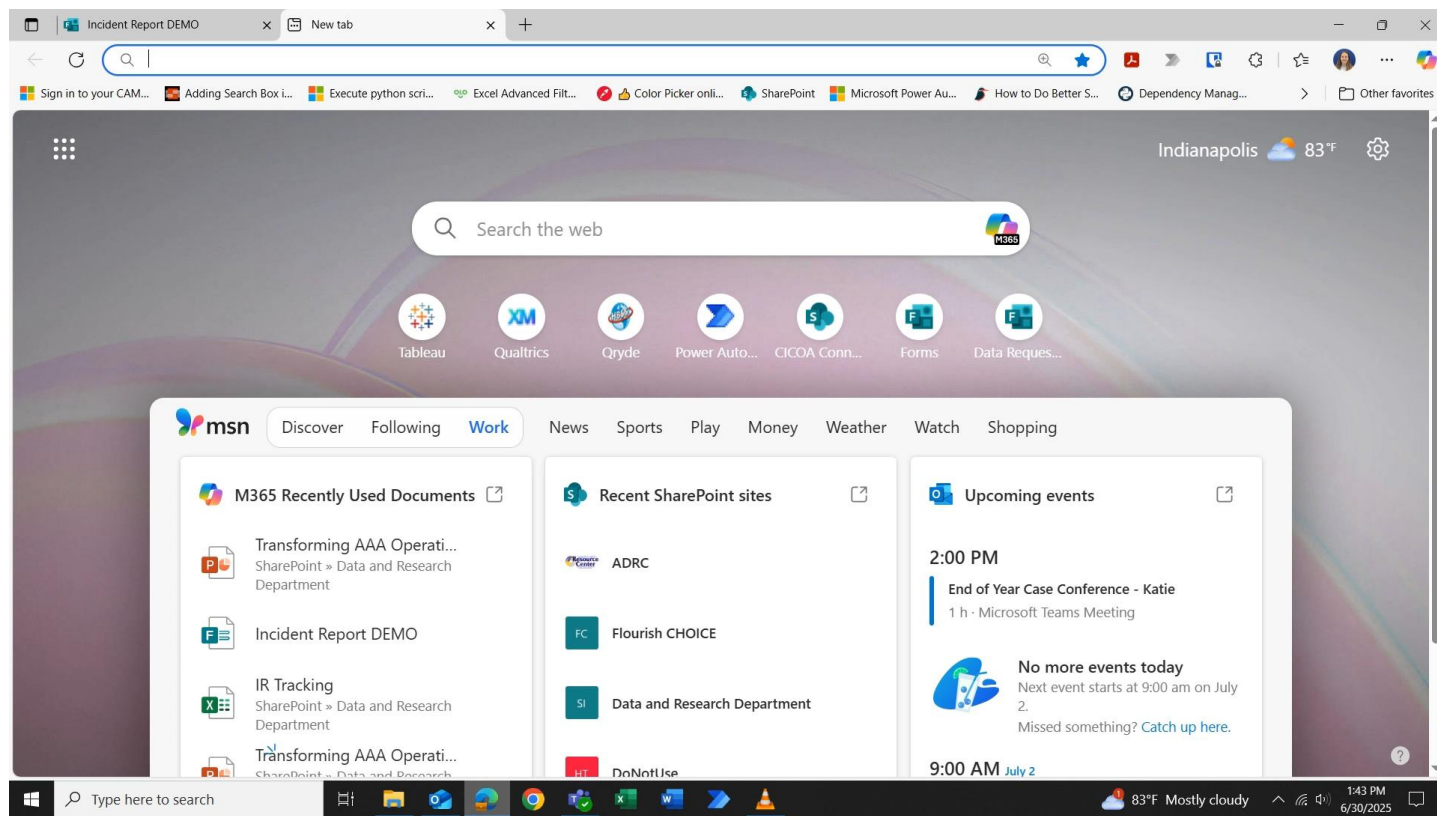 Incident Report DEMO
New tab
Sign in to your CAM...
Adding Search Box i...
Execute python scri...
Excel Advanced Filt...
Color Picker onli...
SharePoint
Microsoft Power Au...
How to Do Better S...
Dependency Manag...
Other favorites
Indianapolis 83°F
Search the web
M365
Tableau
XM
Qualtrics
Qryde
Power Auto...
S
CICOA Conn...
F
Forms
F
Data Reques...
msn
Discover
Following
Work
News
Sports
Play
Money
Weather
Watch
Shopping
M365 Recently Used Documents
P
Transforming AAA Operati...
SharePoint » Data and Research
Department
F
Incident Report DEMO
X
IR Tracking
SharePoint » Data and Research
Department
P
Transforming AAA Operati...
SharePoint » Data and Research
S
Recent SharePoint sites
Resource
Center
ADRC
FC
Flourish CHOICE
SI
Data and Research Department
HT
DoNotUse
Upcoming events
2:00 PM
End of Year Case Conference - Katie
1 h · Microsoft Teams Meeting
No more events today
Next event starts at 9:00 am on July
2.
Missed something? Catch up here.
9:00 AM July 2
Type here to search
83°F Mostly cloudy
1:43 PM
6/30/2025